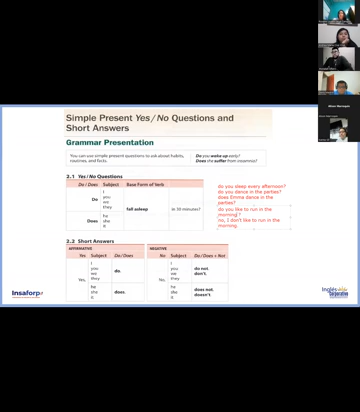 Simple Present Yes/No Questions and
Short Answers
Grammar Presentation
You can use simple present questions to ask about habits,
routines, and facts.
Do you wake up early?
Does she suffer from insomnia?
2.1 Yes/No Questions
Do / Does Subject Base Form of Verb
Do
I
you
we
they
fall asleep
in 30 minutes?
Does
he
she
it
do you sleep every afternoon?
do you dance in the parties?
does Emma dance in the
parties?
do you like to run in the
morning?
no, I don't like to run in the
morning.
2.2 Short Answers
AFFIRMATIVE
NEGATIVE
Yes Subject Do/Does
No Subject Do/Does + Not
Yes,
I
you
we
they
do.
he
she
it
does.
No,
I
you
we
they
do not.
don't.
he
she
it
does not.
doesn't.
Insaforp
Inglés
Corporativo